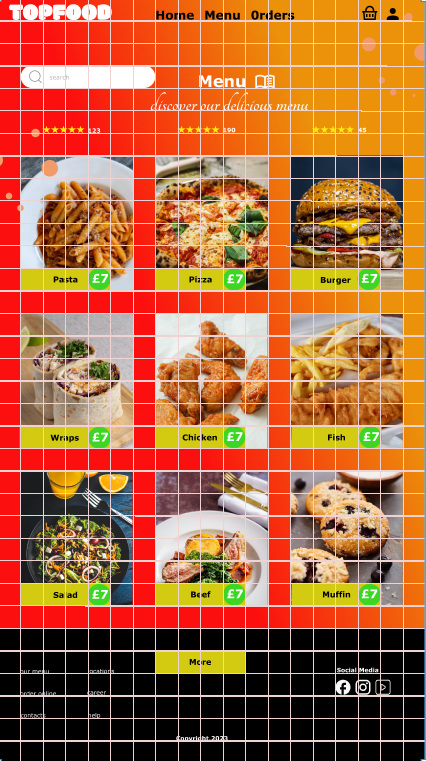 TOPFOOD Home Menu 0rders
search
Menu
discover our delicious menu
123 190 45
Pasta £7 Pizza £7 Burger £7
Wraps £7 Chicken £7 Fish £7
Salad £7 Beef £7 Muffin £7
More
our menu locations Social Media
order online career
contacts help
Copyright 2023